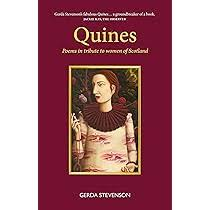 Gerda Stevenson's fabulous Quines... a groundbreaker of a book.
JACKIE KAY, THE OBSERVER
Quines
Poems in tribute to women of Scotland
GERDA STEVENSON